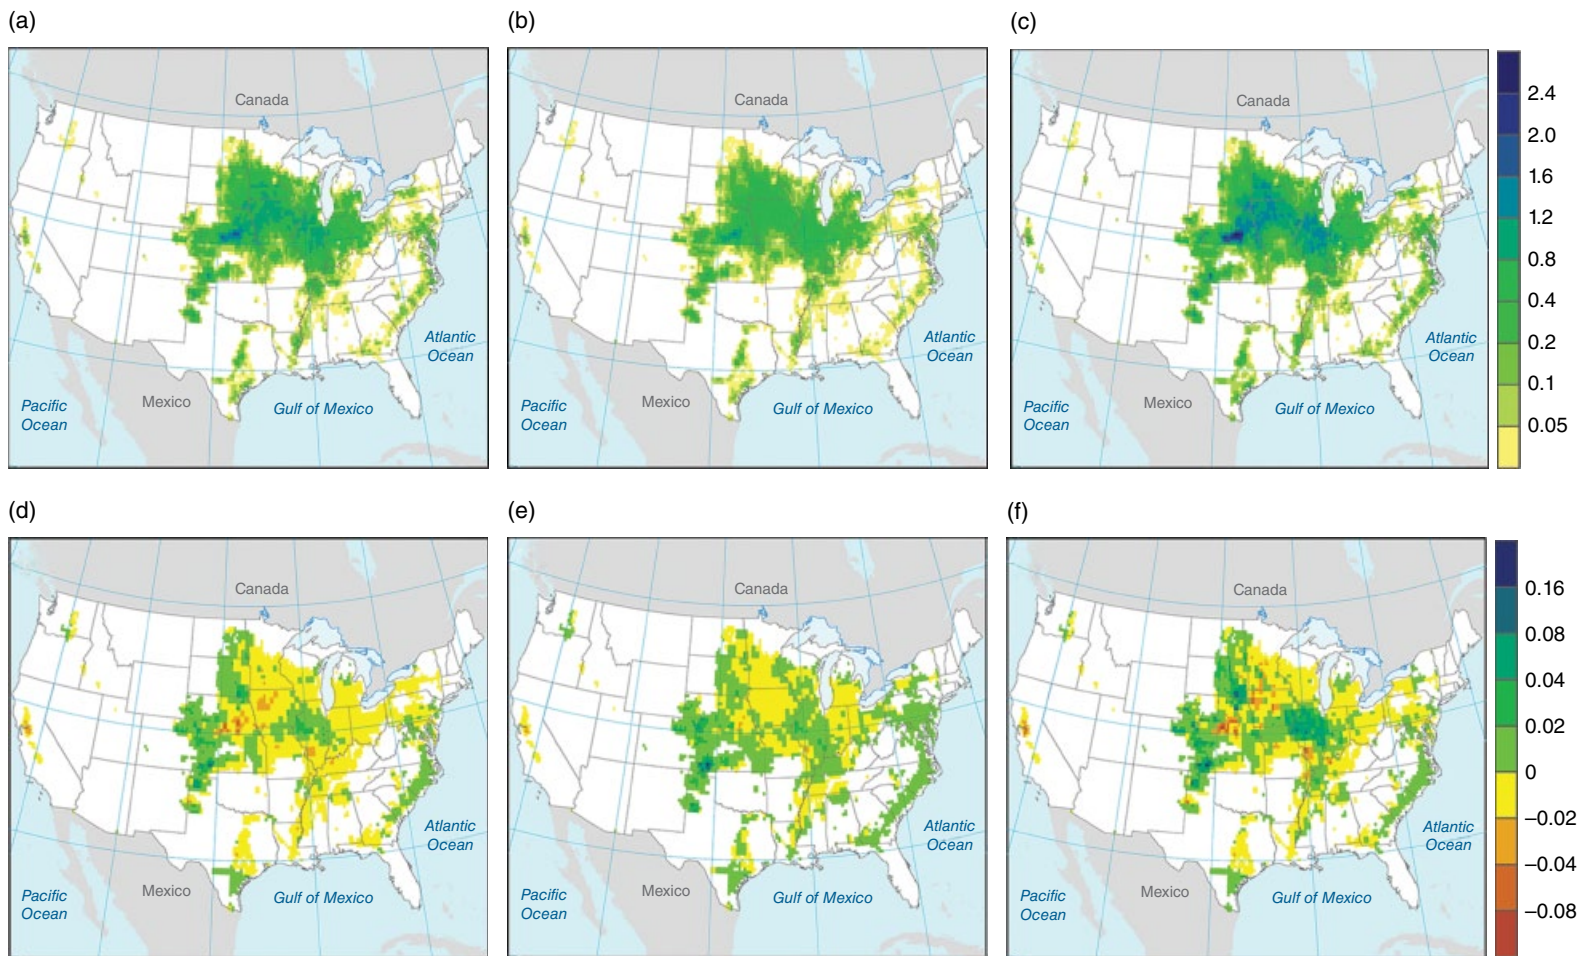 (a)
(b)
(c)
Canada
Atlantic
Ocean
Pacific
Ocean
Mexico
Gulf of Mexico
Canada
Atlantic
Ocean
Pacific
Ocean
Mexico
Gulf of Mexico
Canada
Atlantic
Ocean
Pacific
Ocean
Mexico
Gulf of Mexico
2.4
2.0
1.6
1.2
0.8
0.4
0.2
0.1
0.05
(d)
(e)
(f)
Canada
Atlantic
Ocean
Pacific
Ocean
Mexico
Gulf of Mexico
Canada
Atlantic
Ocean
Pacific
Ocean
Mexico
Gulf of Mexico
Canada
Atlantic
Ocean
Pacific
Ocean
Mexico
Gulf of Mexico
0.16
0.08
0.04
0.02
0
−0.02
−0.04
−0.08